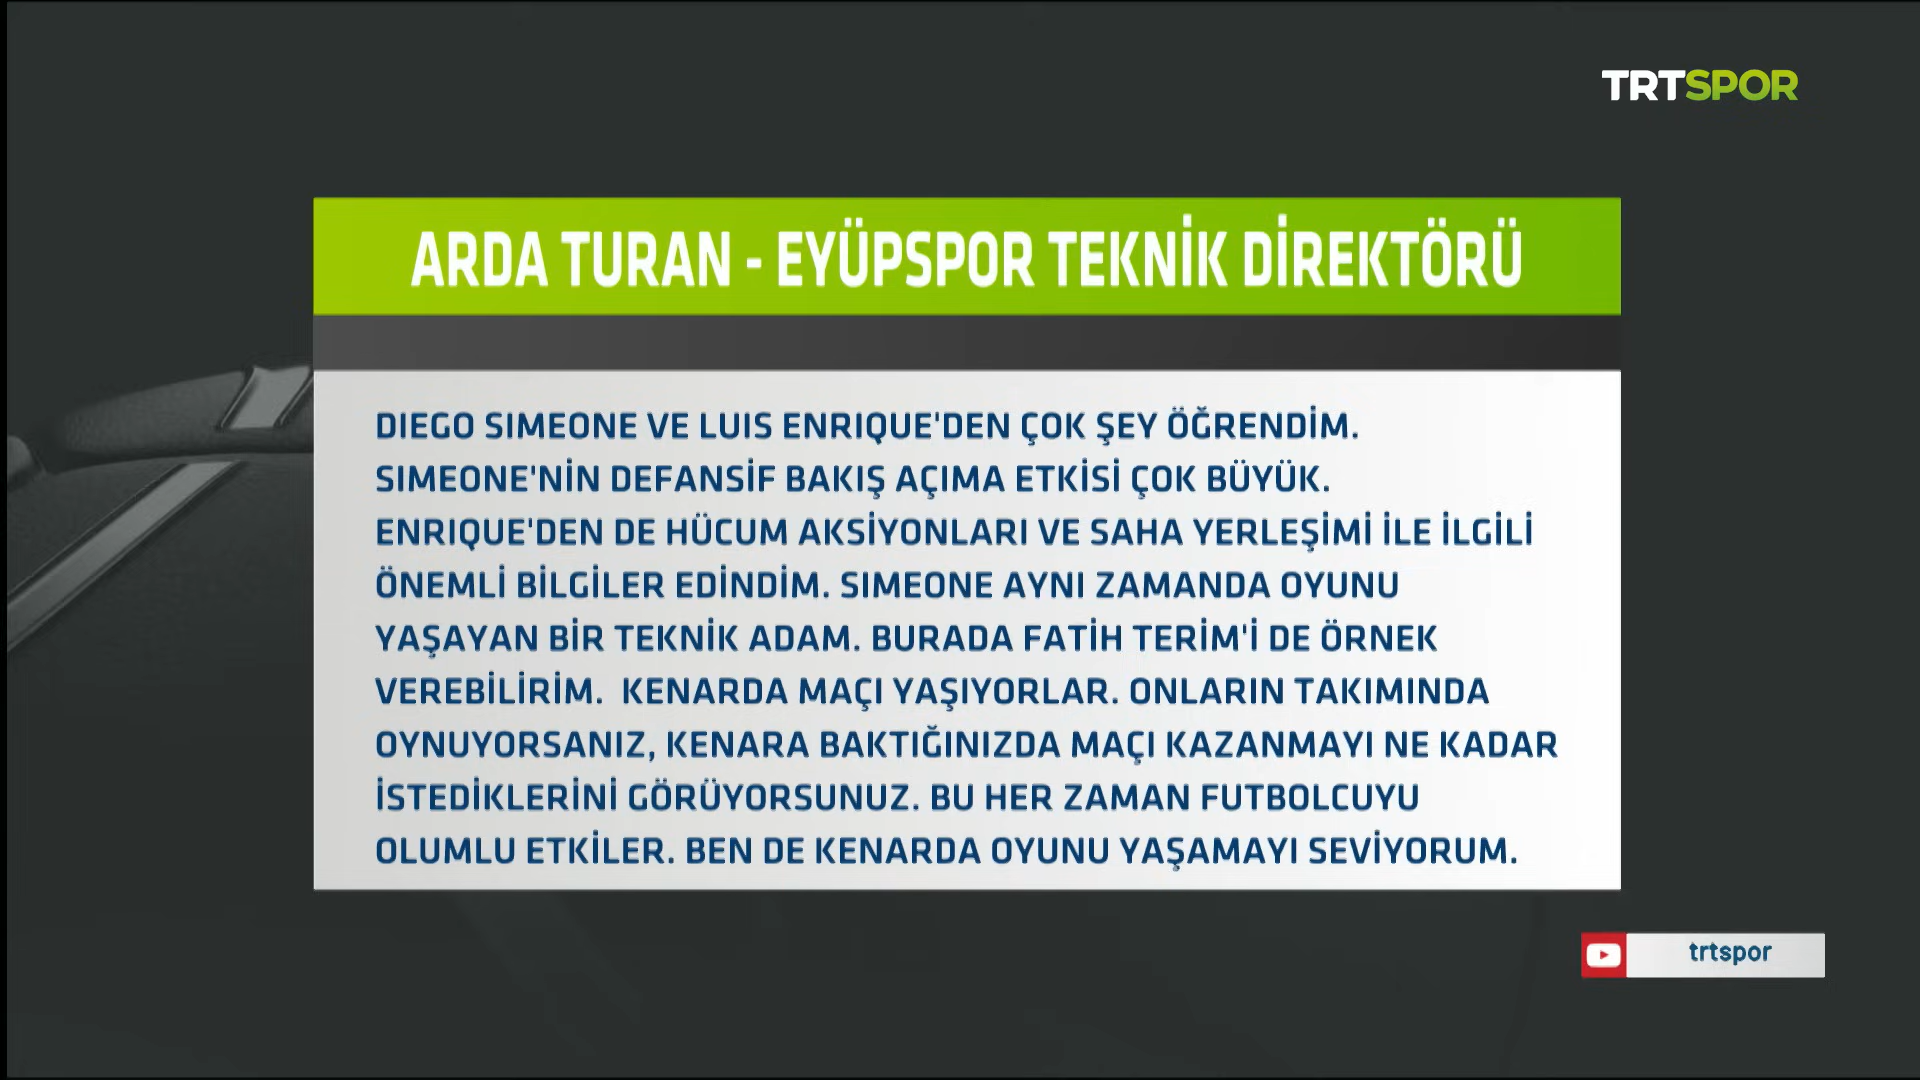 TRTSPOR
ARDA TURAN - EYÜPSPOR TEKNİK DİREKTÖRÜ
DIEGO SIMEONE VE LUIS ENRIQUE'DEN ÇOK ŞEY ÖĞRENDİM.
SIMEONE'NİN DEFANSİF BAKIŞ AÇIMA ETKİSİ ÇOK BÜYÜK.
ENRIQUE'DEN DE HÜCUM AKSİYONLARI VE SAHA YERLEŞİMİ İLE İLGİLİ
ÖNEMLİ BİLGİLER EDİNDİM. SIMEONE AYNI ZAMANDA OYUNU
YAŞAYAN BİR TEKNİK ADAM. BURADA FATİH TERİM'İ DE ÖRNEK
VEREBİLİRİM.  KENARDA MAÇI YAŞIYORLAR. ONLARIN TAKIMINDA
OYNUYORSANIZ, KENARA BAKTIĞINIZDA MAÇI KAZANMAYI NE KADAR
İSTEDİKLERİNİ GÖRÜYORSUNUZ. BU HER ZAMAN FUTBOLCUYU
OLUMLU ETKİLER. BEN DE KENARDA OYUNU YAŞAMAYI SEVİYORUM.
trtspor